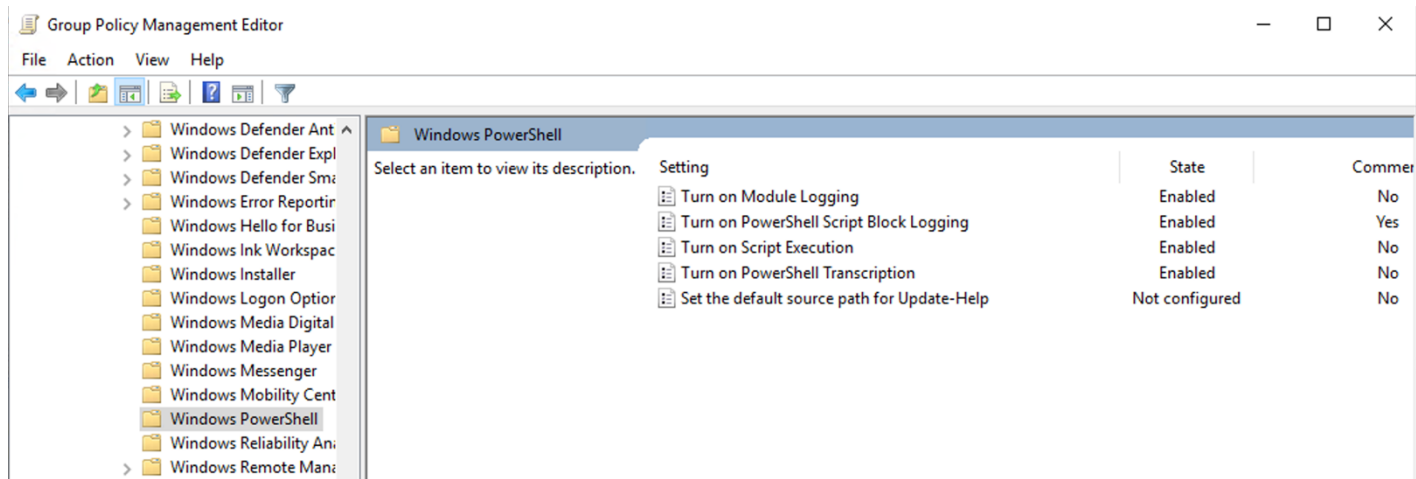 Group Policy Management Editor
File Action View Help
Windows Defender Ant
Windows Defender Expl
Windows Defender Sma
Windows Error Reportin
Windows Hello for Busi
Windows Ink Workspac
Windows Installer
Windows Logon Option
Windows Media Digital
Windows Media Player
Windows Messenger
Windows Mobility Cent
Windows PowerShell
Windows Reliability Ana
Windows Remote Mana
Windows PowerShell
Select an item to view its description.
Setting State Commen
Turn on Module Logging Enabled No
Turn on PowerShell Script Block Logging Enabled Yes
Turn on Script Execution Enabled No
Turn on PowerShell Transcription Enabled No
Set the default source path for Update-Help Not configured No